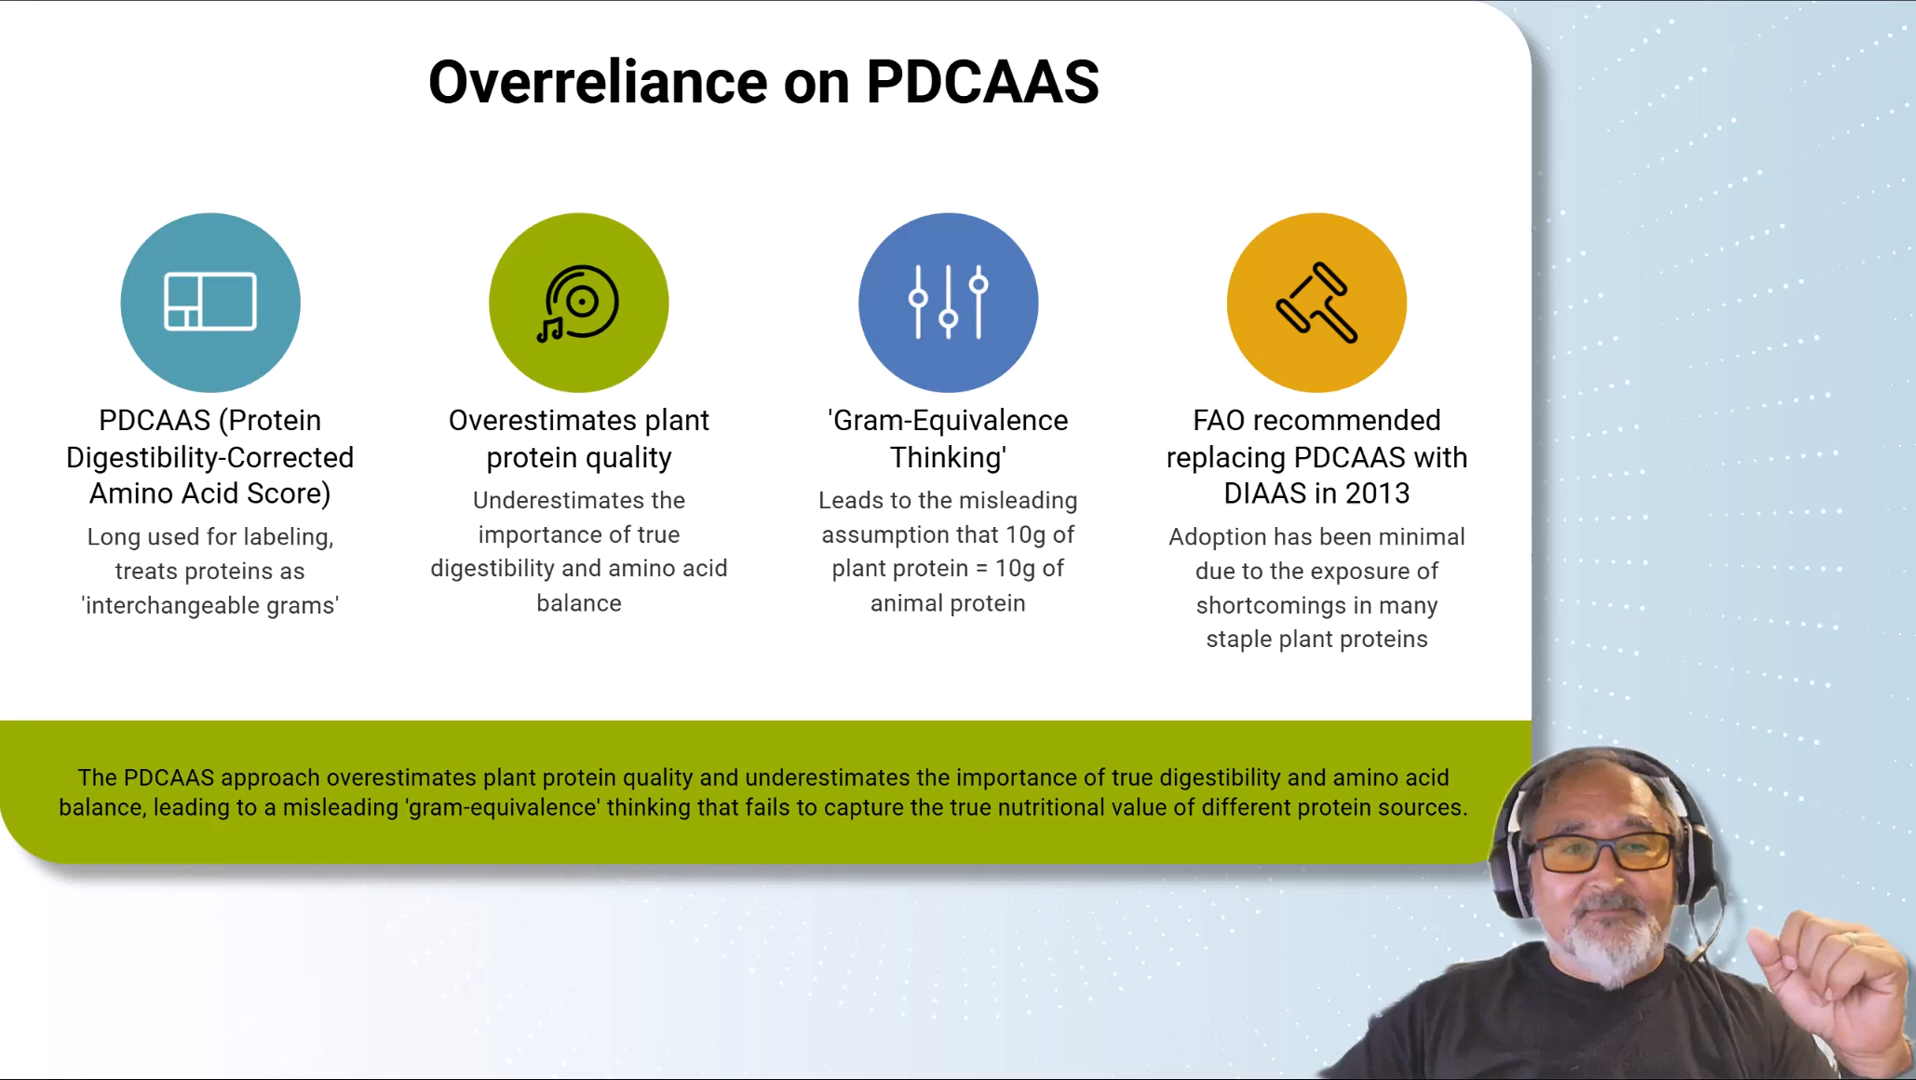 Overreliance on PDCAAS
PDCAAS (Protein
Digestibility-Corrected
Amino Acid Score)
Long used for labeling,
treats proteins as
'interchangeable grams'
Overestimates plant
protein quality
Underestimates the
importance of true
digestibility and amino acid
balance
'Gram-Equivalence
Thinking'
Leads to the misleading
assumption that 10g of
plant protein = 10g of
animal protein
FAO recommended
replacing PDCAAS with
DIAAS in 2013
Adoption has been minimal
due to the exposure of
shortcomings in many
staple plant proteins
The PDCAAS approach overestimates plant protein quality and underestimates the importance of true digestibility and amino acid
balance, leading to a misleading 'gram-equivalence' thinking that fails to capture the true nutritional value of different protein sources.